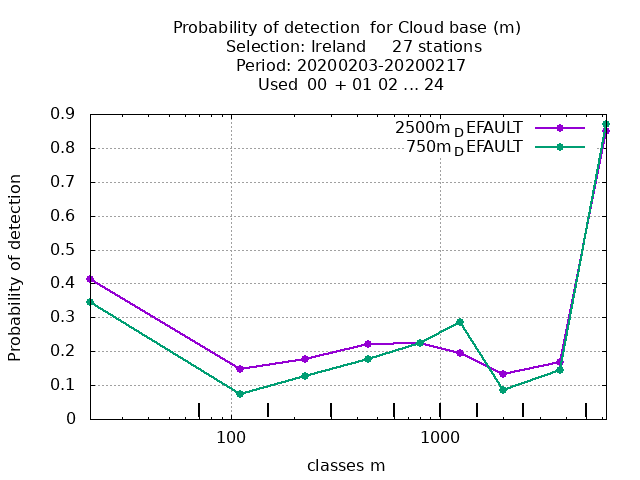 Probability of detection  for Cloud base (m)
Selection: Ireland     27 stations
Period: 20200203-20200217
Used  00  + 01 02 ... 24
2500m_DEFAULT
750m_DEFAULT
Probability of detection
0.9
0.8
0.7
0.6
0.5
0.4
0.3
0.2
0.1
0
100
1000
classes m